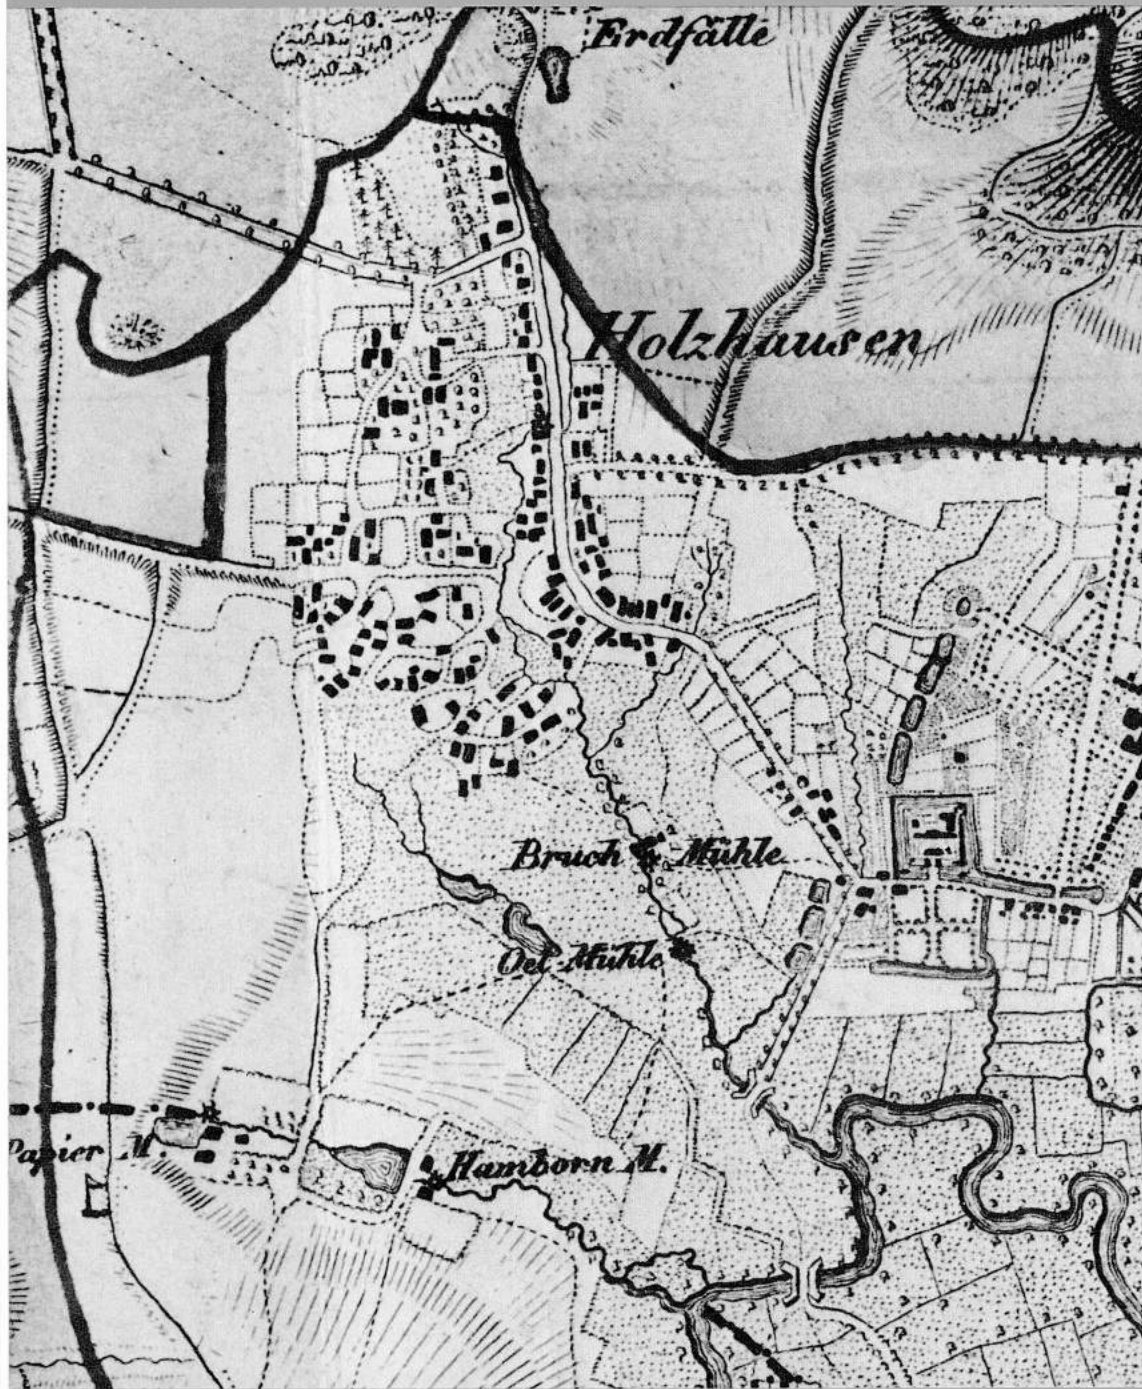 Erdfälle
Holzhausen
Bruch Mühle
Oel Mühle
Papier M.
Hamborn M.